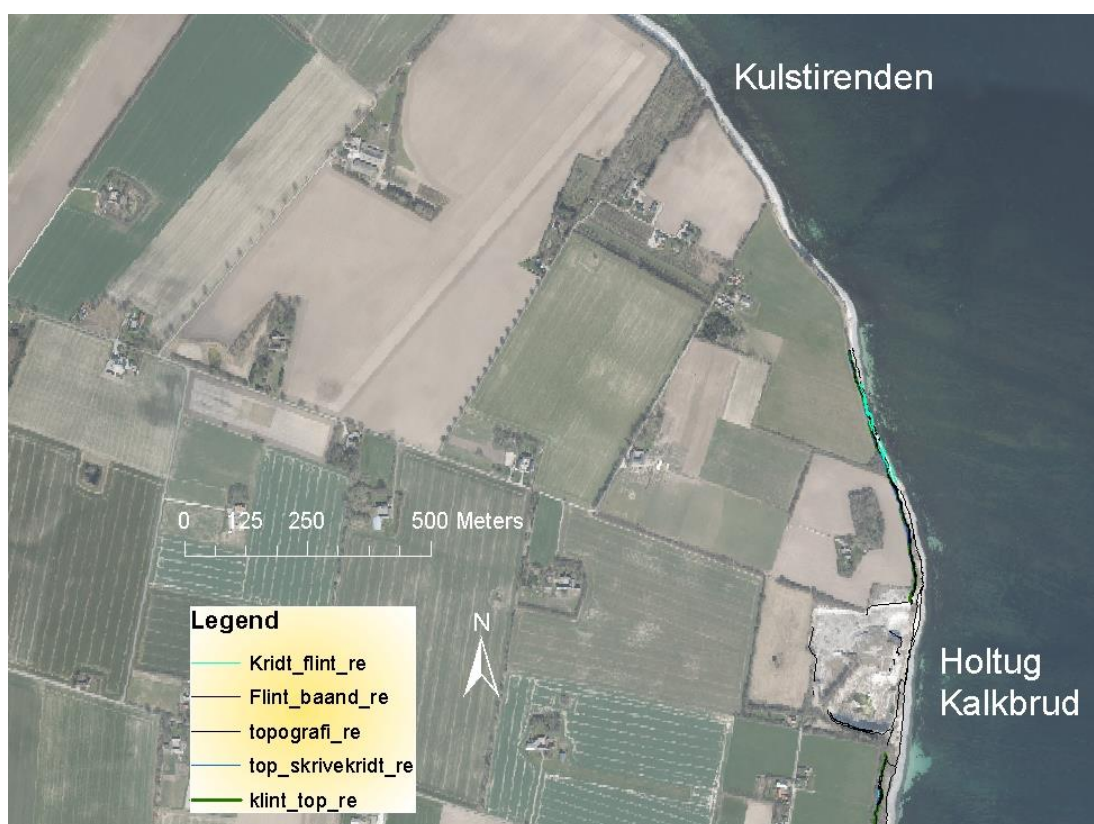 Kulstirenden
0 125 250 500 Meters
Legend
Kridt_flint_re
Flint_baand_re
topografi_re
top_skrivekridt_re
klint_top_re
N
Holtug
Kalkbrud